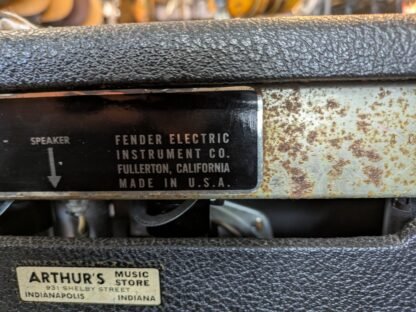 SPEAKER
FENDER ELECTRIC
INSTRUMENT CO.
FULLERTON, CALIFORNIA
MADE IN U.S.A.
ARTHUR'S MUSIC STORE
931 SHELBY STREET
INDIANAPOLIS INDIANA